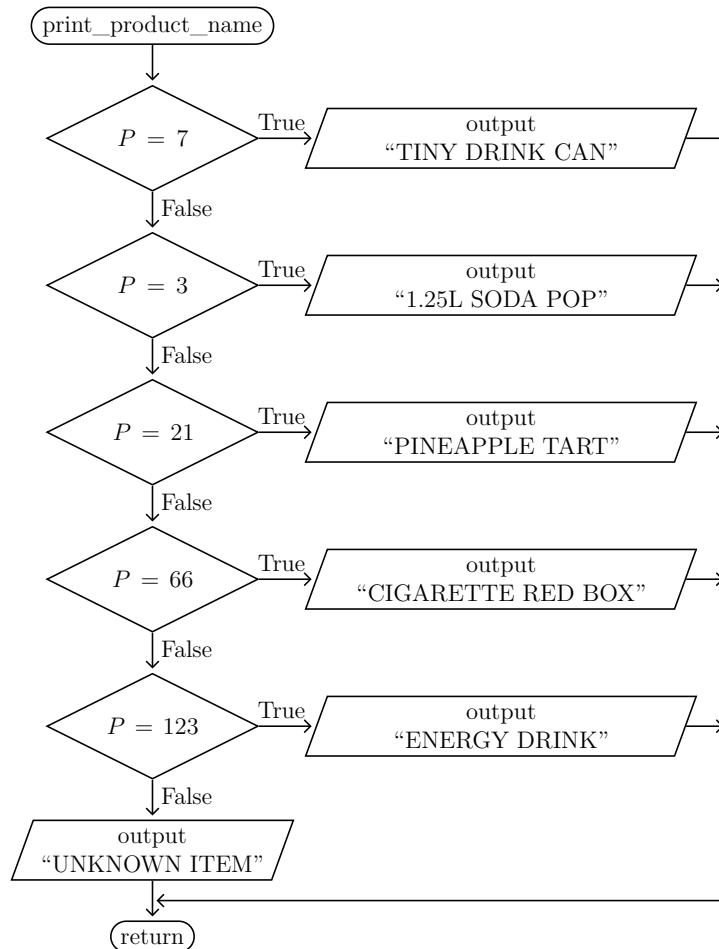 print_product_name
P = 7
True
output
“TINY DRINK CAN”
False
P = 3
True
output
“1.25L SODA POP”
False
P = 21
True
output
“PINEAPPLE TART”
False
P = 66
True
output
“CIGARETTE RED BOX”
False
P = 123
True
output
“ENERGY DRINK”
False
output
“UNKNOWN ITEM”
return